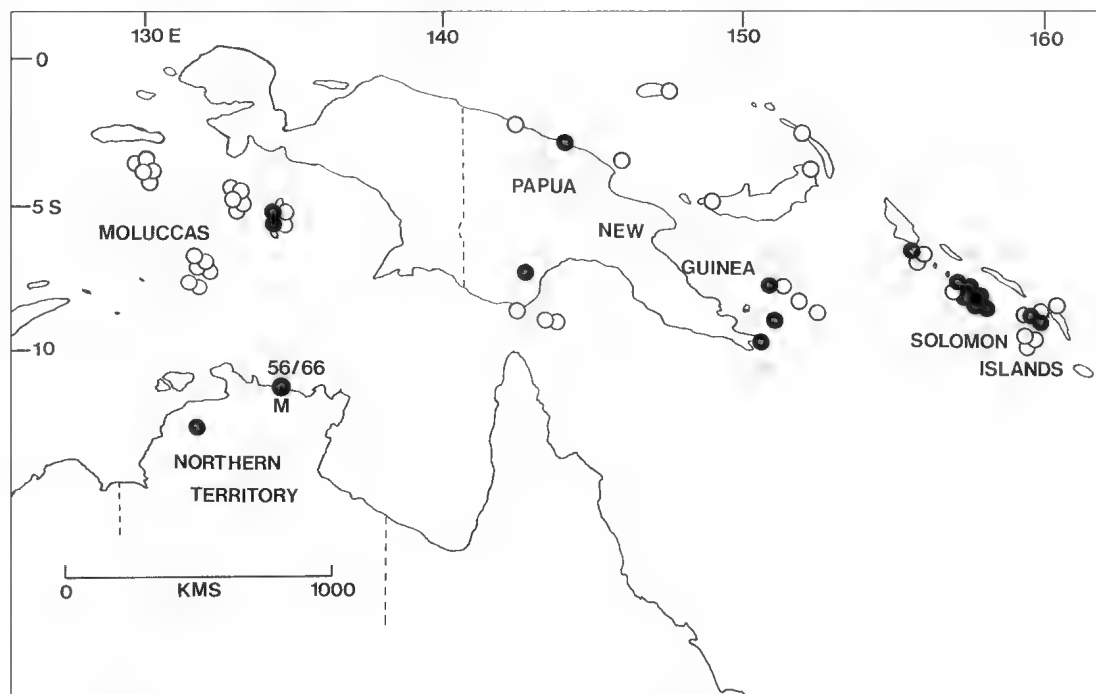 130 E 140 150 160
0
PAPUA
5 S
MOLUCCAS
NEW
GUINEA
SOLOMON
10
ISLANDS
56/66
M
NORTHERN
TERRITORY
0 KMS 1000